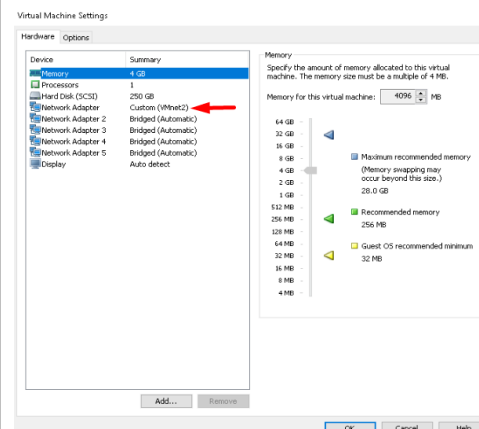 Virtual Machine Settings
Hardware Options
Device Summary
Memory 4 GB
Processors 1
Hard Disk (SCSI) 250 GB
Network Adapter Custom (VMnet2)
Network Adapter 2 Bridged (Automatic)
Network Adapter 3 Bridged (Automatic)
Network Adapter 4 Bridged (Automatic)
Network Adapter 5 Bridged (Automatic)
Display Auto detect
Add... Remove
Memory
Specify the amount of memory allocated to this virtual
machine. The memory size must be a multiple of 4 MB.
Memory for this virtual machine: 4096 MB
64 GB
32 GB
16 GB
8 GB
4 GB
2 GB
1 GB
512 MB
256 MB
128 MB
64 MB
32 MB
16 MB
8 MB
4 MB
Maximum recommended memory
(Memory swapping may
occur beyond this size.)
28.0 GB
Recommended memory
256 MB
Guest OS recommended minimum
32 MB
OK Cancel Help